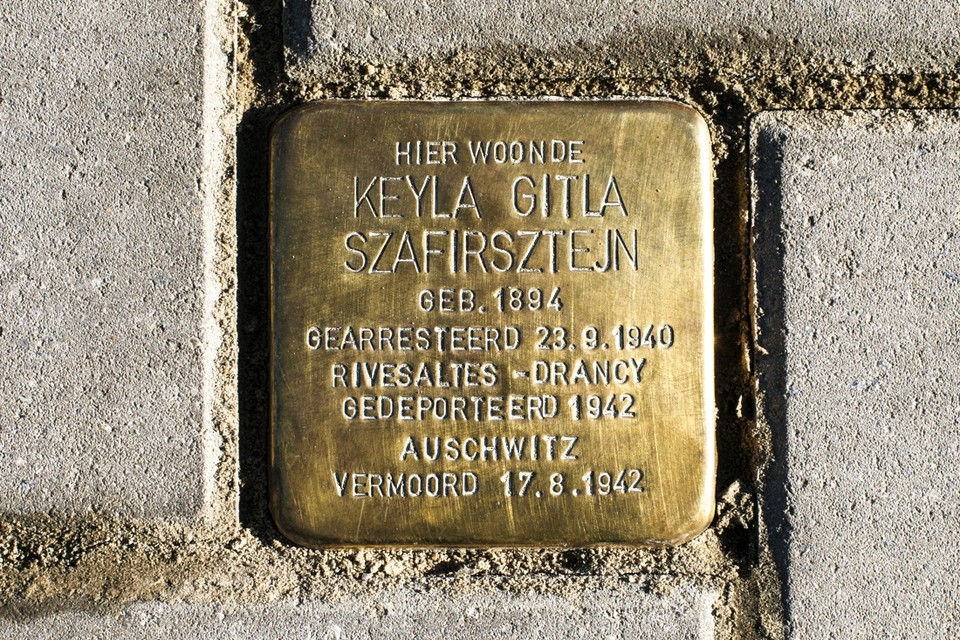 HIER WOONDE
KEYLA GITLA
SZAFIRSZTEJN
GEB. 1894
GEARRESTEERD 23.9.1940
RIVESALTES - DRANCY
GEDEPORTEERD 1942
AUSCHWITZ
VERMOORD 17.8.1942